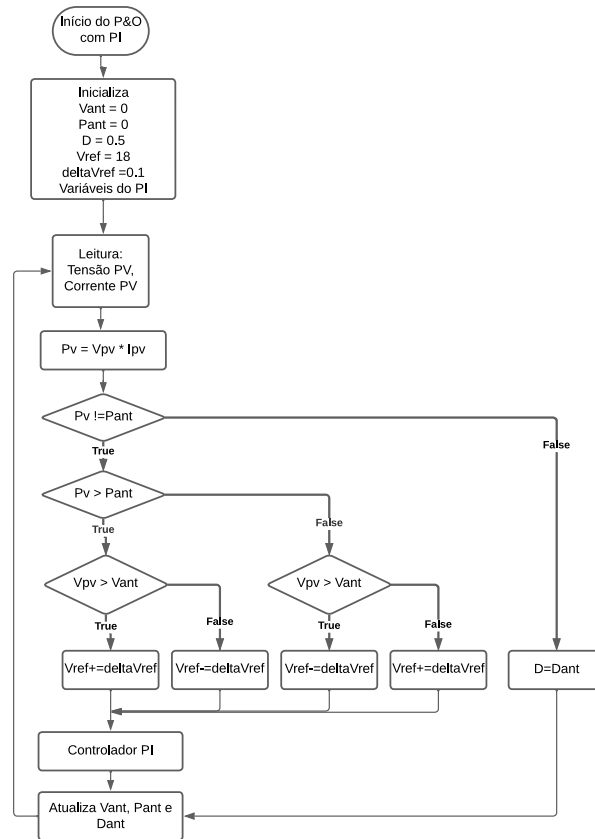 Início do P&O
com PI
Inicializa
Vant = 0
Pant = 0
D = 0.5
Vref = 18
deltaVref =0.1
Variáveis do PI
Leitura:
Tensão PV,
Corrente PV
Pv = Vpv * Ipv
Pv !=Pant
False
True
Pv > Pant
True
False
Vpv > Vant
Vpv > Vant
True
False
True
False
Vref+=deltaVref
Vref-=deltaVref
Vref-=deltaVref
Vref+=deltaVref
D=Dant
Controlador PI
Atualiza Vant, Pant e
Dant